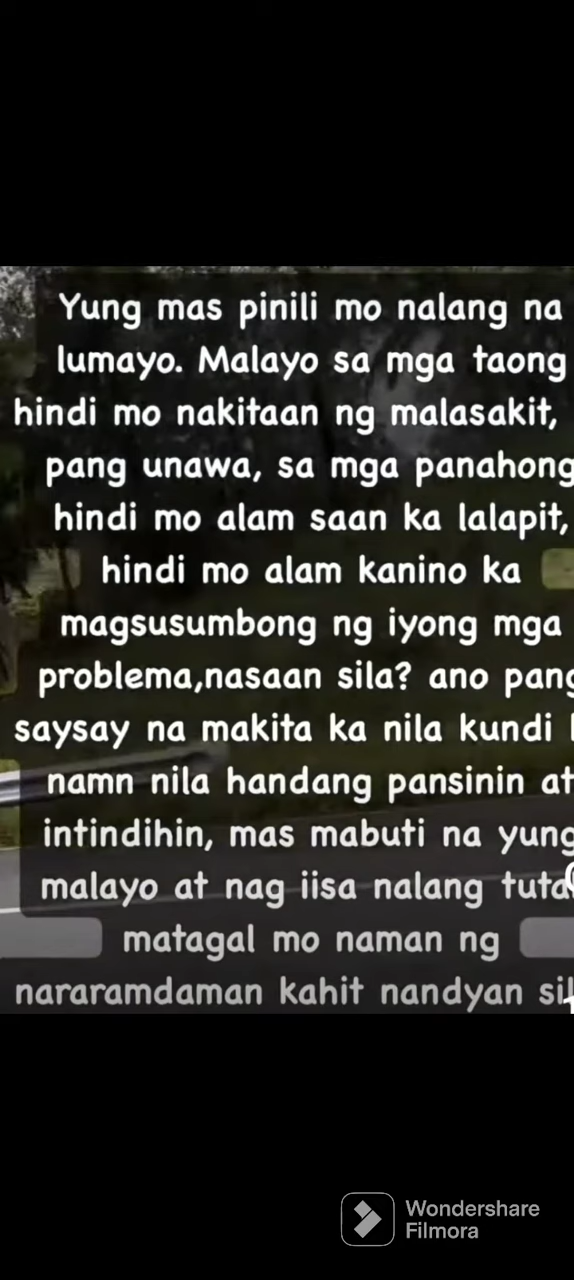 Yung mas pinili mo nalang na
lumayo. Malayo sa mga taong
hindi mo nakitaan ng malasakit,
pang unawa, sa mga panahong
hindi mo alam saan ka lalapit,
hindi mo alam kanino ka
magsusumbong ng iyong mga
problema,nasaan sila? ano pang
saysay na makita ka nila kundi
namn nila handang pansinin at
intindihin, mas mabuti na yung
malayo at nag iisa nalang
matagal mo naman ng
nararamdaman kahit nandyan
Wondershare
Filmora